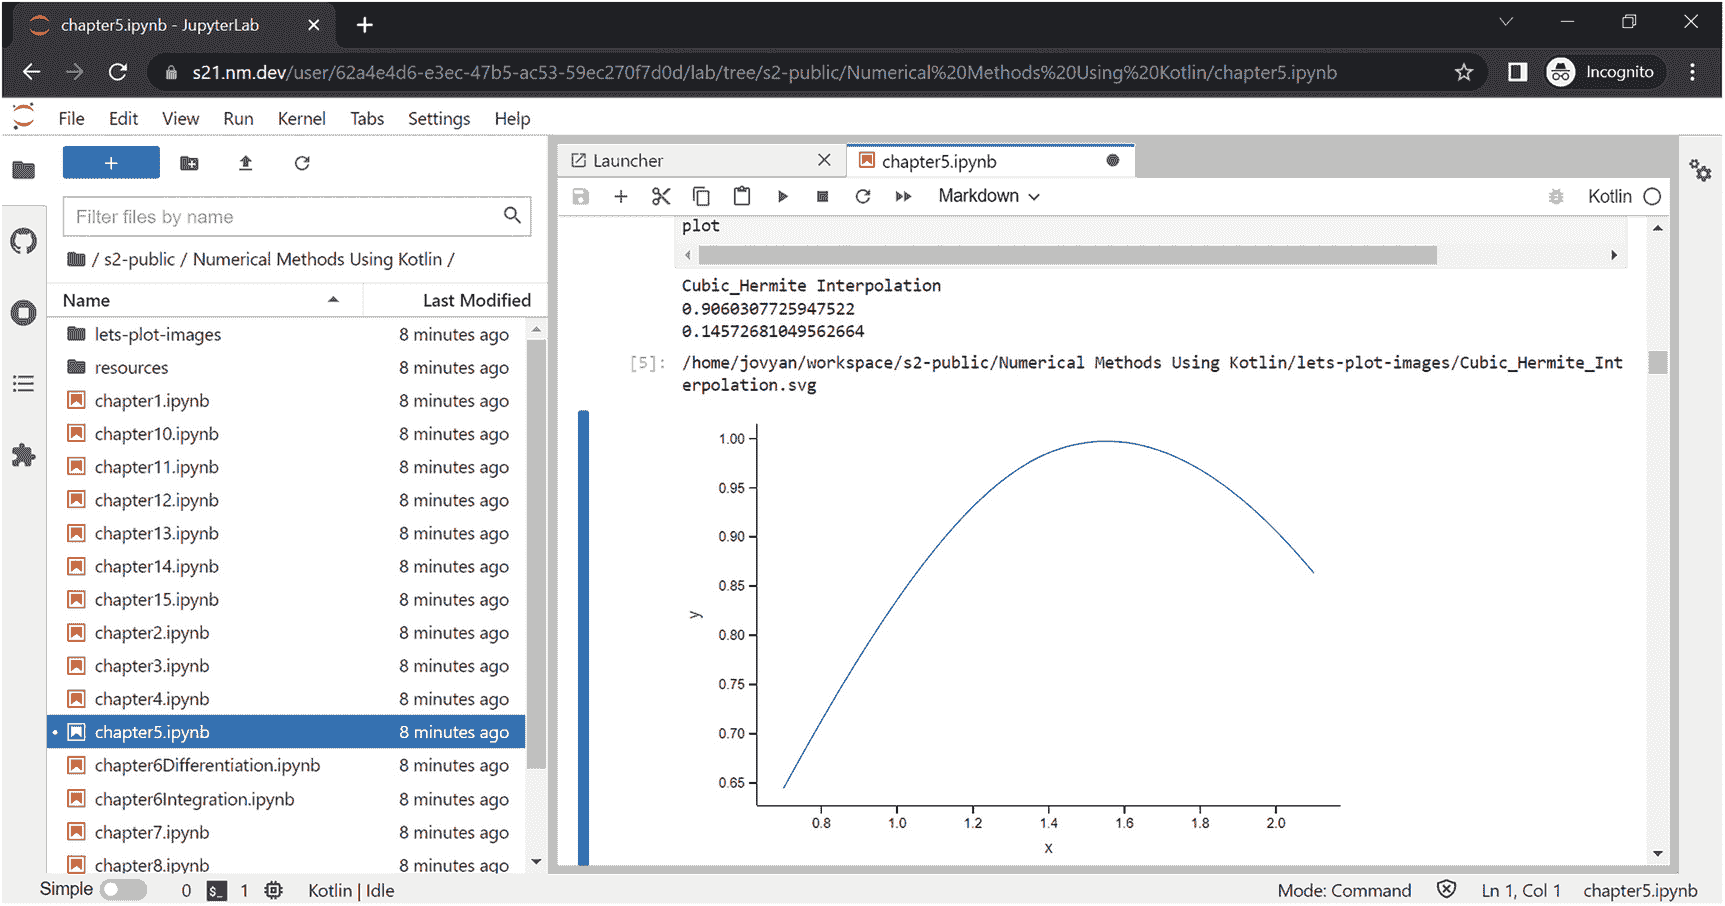 chapter5.ipynb - JupyterLab
s21.nm.dev/user/62a4e4d6-e3ec-47b5-ac53-59ec270f7d0d/lab/tree/s2-public/Numerical%20Methods%20Using%20Kotlin/chapter5.ipynb
Incognito
File Edit View Run Kernel Tabs Settings Help
Filter files by name
/ s2-public / Numerical Methods Using Kotlin /
Name Last Modified
lets-plot-images 8 minutes ago
resources 8 minutes ago
chapter1.ipynb 8 minutes ago
chapter10.ipynb 8 minutes ago
chapter11.ipynb 8 minutes ago
chapter12.ipynb 8 minutes ago
chapter13.ipynb 8 minutes ago
chapter14.ipynb 8 minutes ago
chapter15.ipynb 8 minutes ago
chapter2.ipynb 8 minutes ago
chapter3.ipynb 8 minutes ago
chapter4.ipynb 8 minutes ago
chapter5.ipynb 8 minutes ago
chapter6Differentiation.ipynb 8 minutes ago
chapter6Integration.ipynb 8 minutes ago
chapter7.ipynb 8 minutes ago
chapter8.ipynb 8 minutes ago
Launcher
chapter5.ipynb
Markdown
Kotlin
plot
Cubic_Hermite Interpolation
0.9060307725947522
0.14572681049562664
[5]: /home/jovyan/workspace/s2-public/Numerical Methods Using Kotlin/lets-plot-images/Cubic_Hermite_Int
erpolation.svg
1.00
0.95
0.90
0.85
0.80
0.75
0.70
0.65
y
0.8 1.0 1.2 1.4 1.6 1.8 2.0
x
Simple 0 $_ 1 Kotlin | Idle
Mode: Command Ln 1, Col 1 chapter5.ipynb